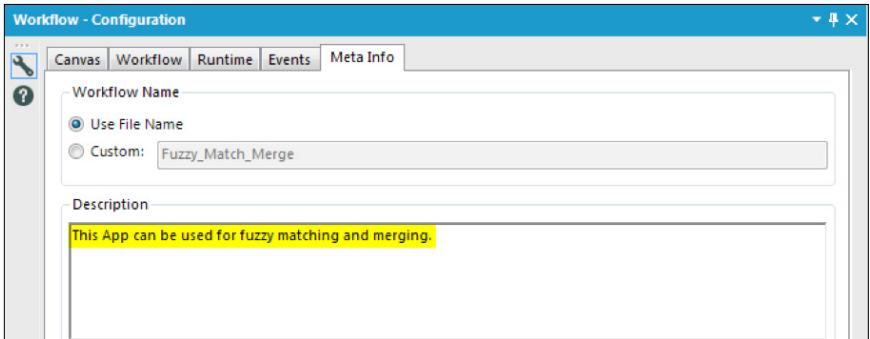 Workflow - Configuration
Canvas Workflow Runtime Events Meta Info
Workflow Name
Use File Name
Custom: Fuzzy_Match_Merge
Description
This App can be used for fuzzy matching and merging.